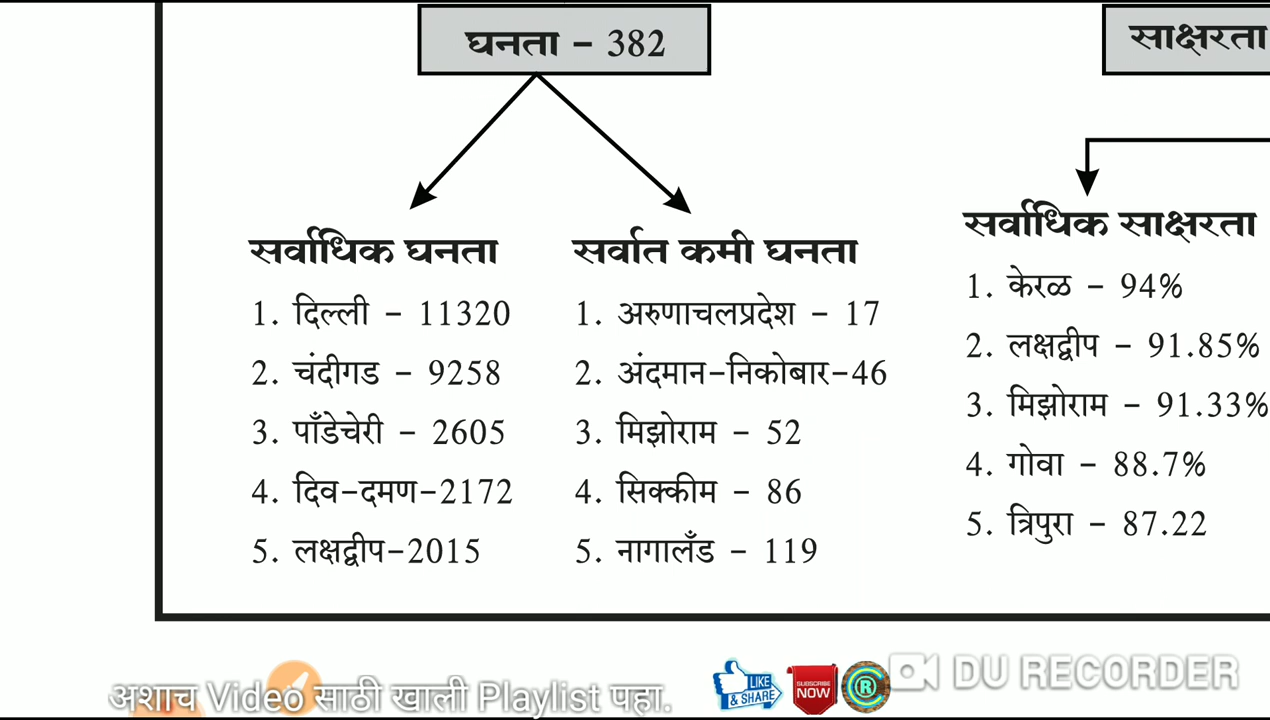 घनता – 382
साक्षरता
सर्वाधिक घनता
1. दिल्ली – 11320
2. चंदीगड – 9258
3. पाँडेचेरी – 2605
4. दिव-दमण-2172
5. लक्षद्वीप-2015
सर्वात कमी घनता
1. अरुणाचलप्रदेश – 17
2. अंदमान-निकोबार-46
3. मिझोराम – 52
4. सिक्कीम – 86
5. नागालँड – 119
सर्वाधिक साक्षरता
1. केरळ – 94%
2. लक्षद्वीप – 91.85%
3. मिझोराम – 91.33%
4. गोवा – 88.7%
5. त्रिपुरा – 87.22
अशाच Video साठी खाली Playlist पहा.
LIKE
& SHARE
SUBSCRIBE
NOW
R
DU RECORDER